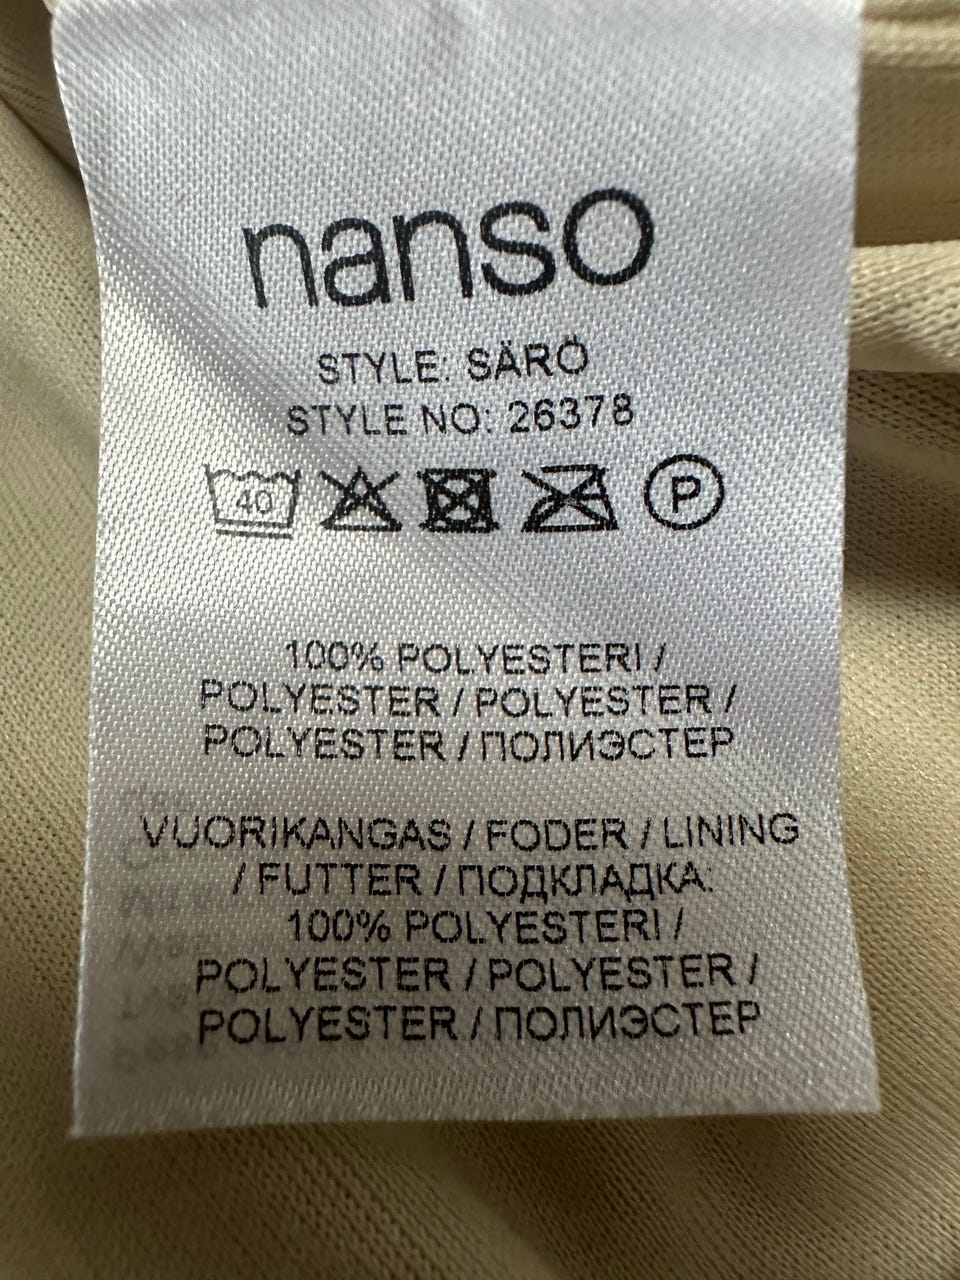 nanso
STYLE: SÄRÖ
STYLE NO: 26378
40 P
100% POLYESTERI /
POLYESTER / POLYESTER /
POLYESTER / ПОЛИЭСТЕР
VUORIKANGAS / FODER / LINING
/ FUTTER / ПОДКЛАДКА:
100% POLYESTERI /
POLYESTER / POLYESTER /
POLYESTER / ПОЛИЭСТЕР